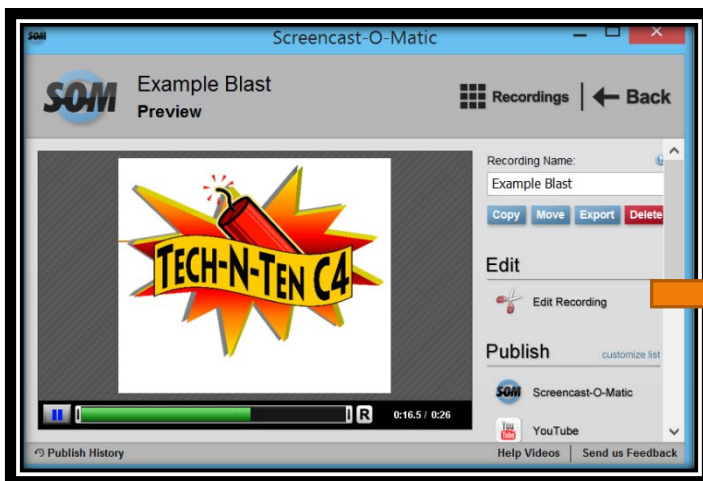 SOM
Screencast-O-Matic
SOM
Example Blast
Preview
Recordings
Back
TECH-N-TEN C4
R
0:16.5 / 0:26
Recording Name:
Example Blast
Copy Move Export Delete
Edit
Edit Recording
Publish
customize list
SOM Screencast-O-Matic
You Tube YouTube
Publish History
Help Videos
Send us Feedback